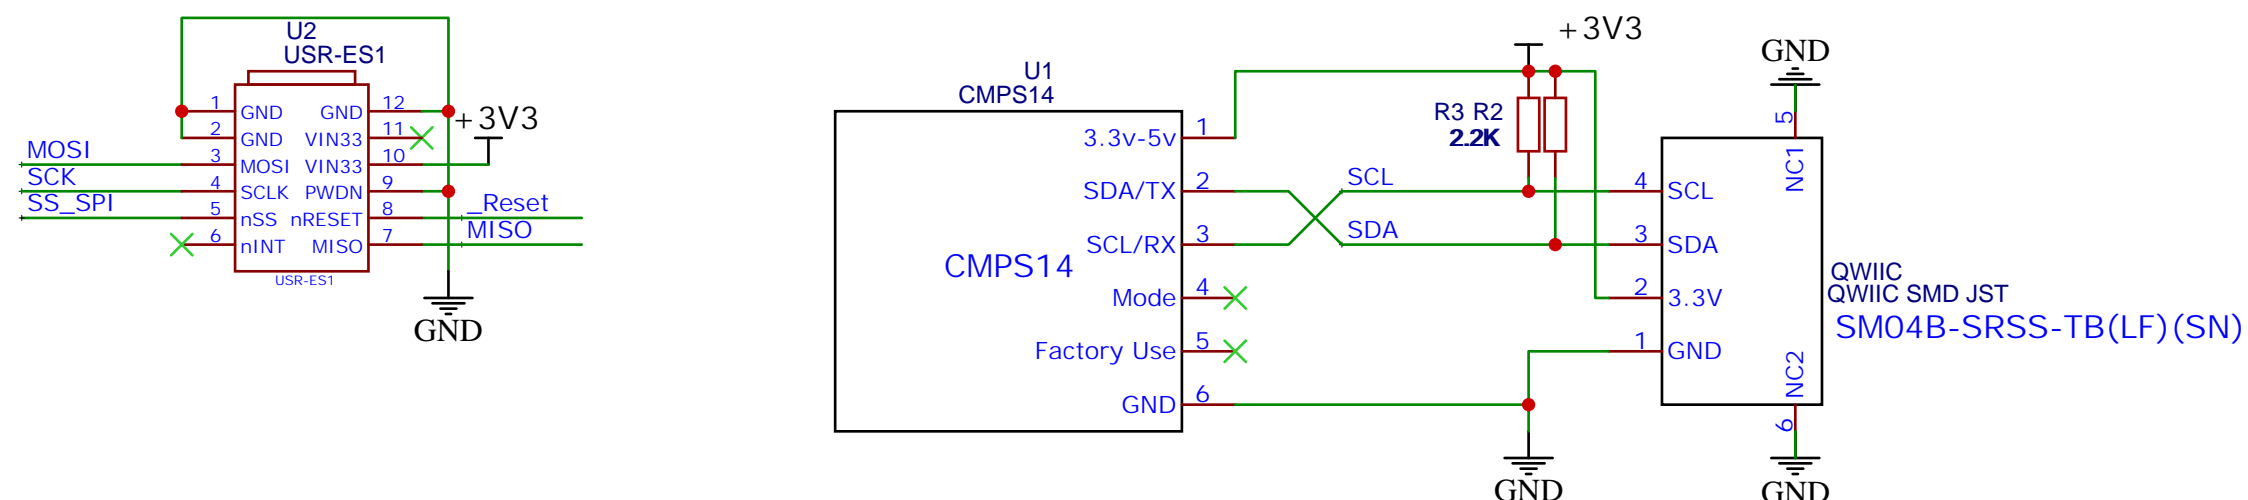 U2
USR-ES1
1 GND GND 12
2 GND VIN33 11
+3V3
MOSI 3 MOSI VIN33 10
SCK 4 SCLK PWDN 9
SS_SPI 5 nSS nRESET 8 _Reset
6 nINT MISO 7 MISO
USR-ES1
GND
U1
CMPS14
CMPS14
3.3v-5v 1
SDA/TX 2
SCL/RX 3
Mode 4
Factory Use 5
GND 6
+3V3
R3 R2
2.2K
SCL
SDA
GND
GND
5
NC1
4 SCL
3 SDA
2 3.3V
1 GND
NC2
6
GND
QWIIC
QWIIC SMD JST
SM04B-SRSS-TB(LF)(SN)